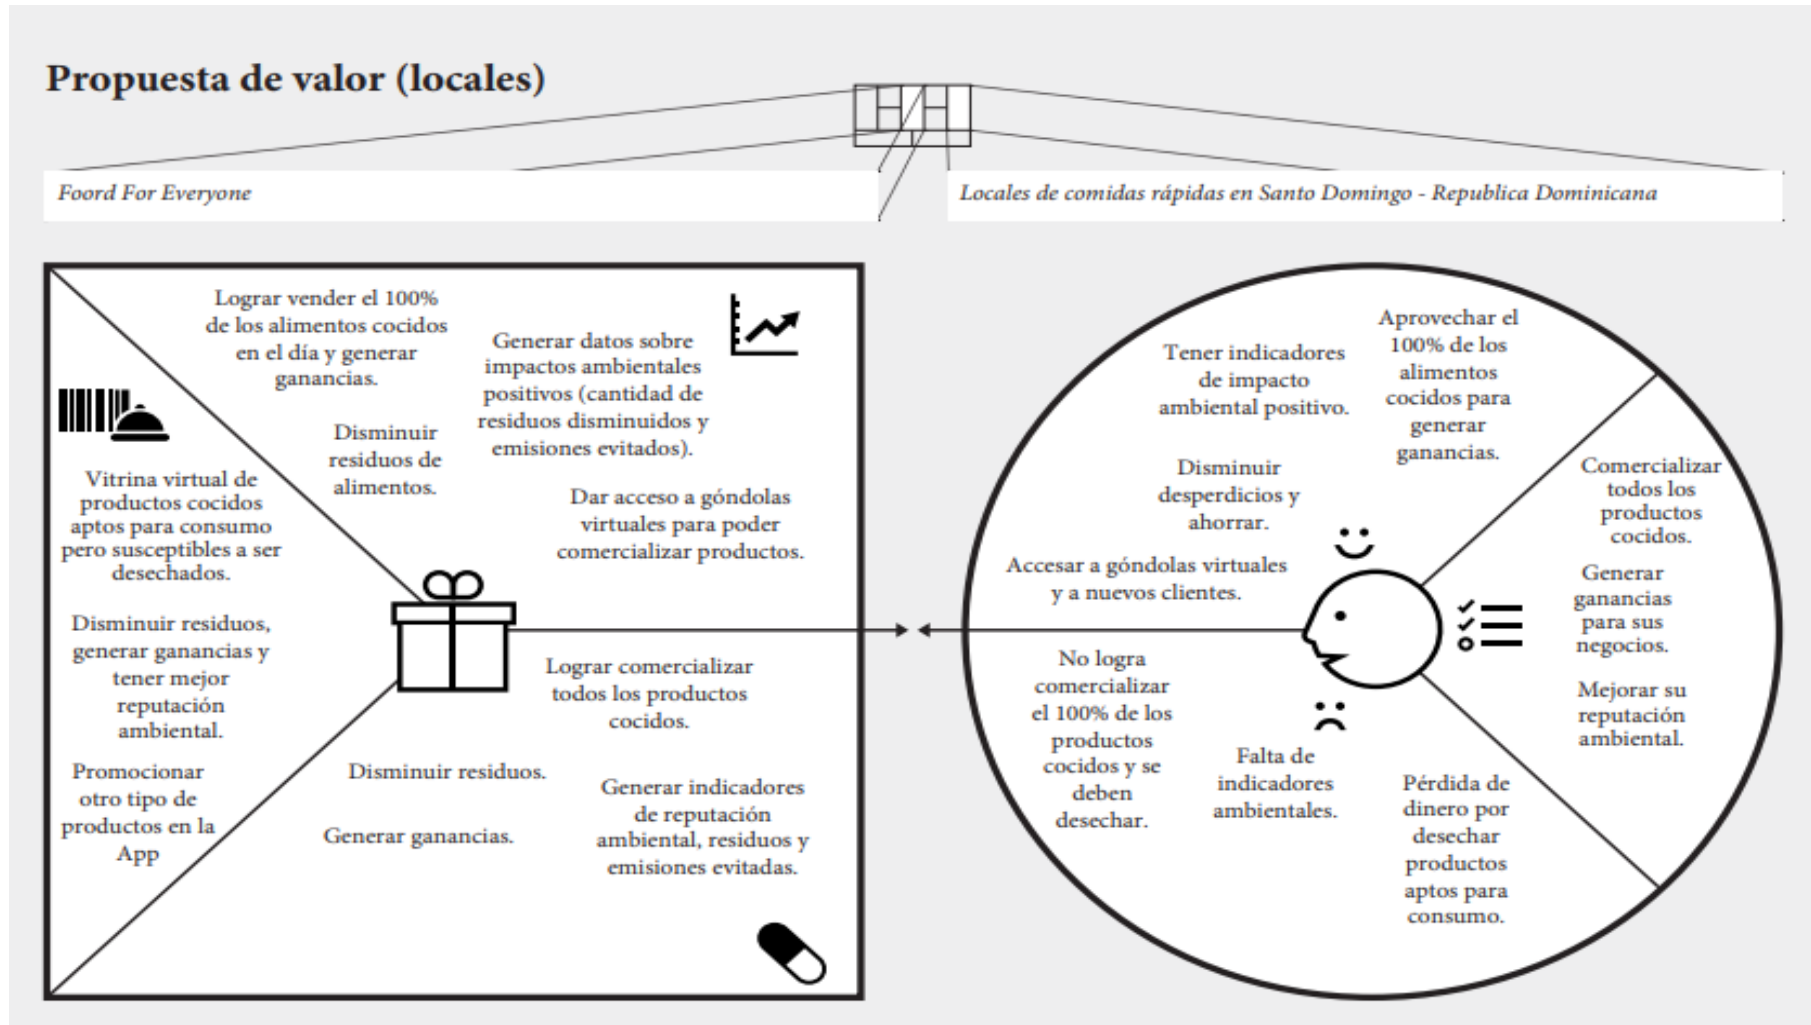 Propuesta de valor (locales)
Foord For Everyone
Locales de comidas rápidas en Santo Domingo - Republica Dominicana
Lograr vender el 100%
de los alimentos cocidos
en el día y generar
ganancias.
Generar datos sobre
impactos ambientales
positivos (cantidad de
residuos disminuidos y
emisiones evitados).
Disminuir
residuos de
alimentos.
Dar acceso a góndolas
virtuales para poder
comercializar productos.
Vitrina virtual de
productos cocidos
aptos para consumo
pero susceptibles a ser
desechados.
Disminuir residuos,
generar ganancias y
tener mejor
reputación
ambiental.
Promocionar
otro tipo de
productos en la
App
Lograr comercializar
todos los productos
cocidos.
Disminuir residuos.
Generar ganancias.
Generar indicadores
de reputación
ambiental, residuos y
emisiones evitadas.
Tener indicadores
de impacto
ambiental positivo.
Aprovechar el
100% de los
alimentos
cocidos para
generar
ganancias.
Disminuir
desperdicios y
ahorrar.
Accesar a góndolas virtuales
y a nuevos clientes.
Comercializar
todos los
productos
cocidos.
Generar
ganancias
para sus
negocios.
Mejorar su
reputación
ambiental.
No logra
comercializar
el 100% de los
productos
cocidos y se
deben
desechar.
Falta de
indicadores
ambientales.
Pérdida de
dinero por
desechar
productos
aptos para
consumo.